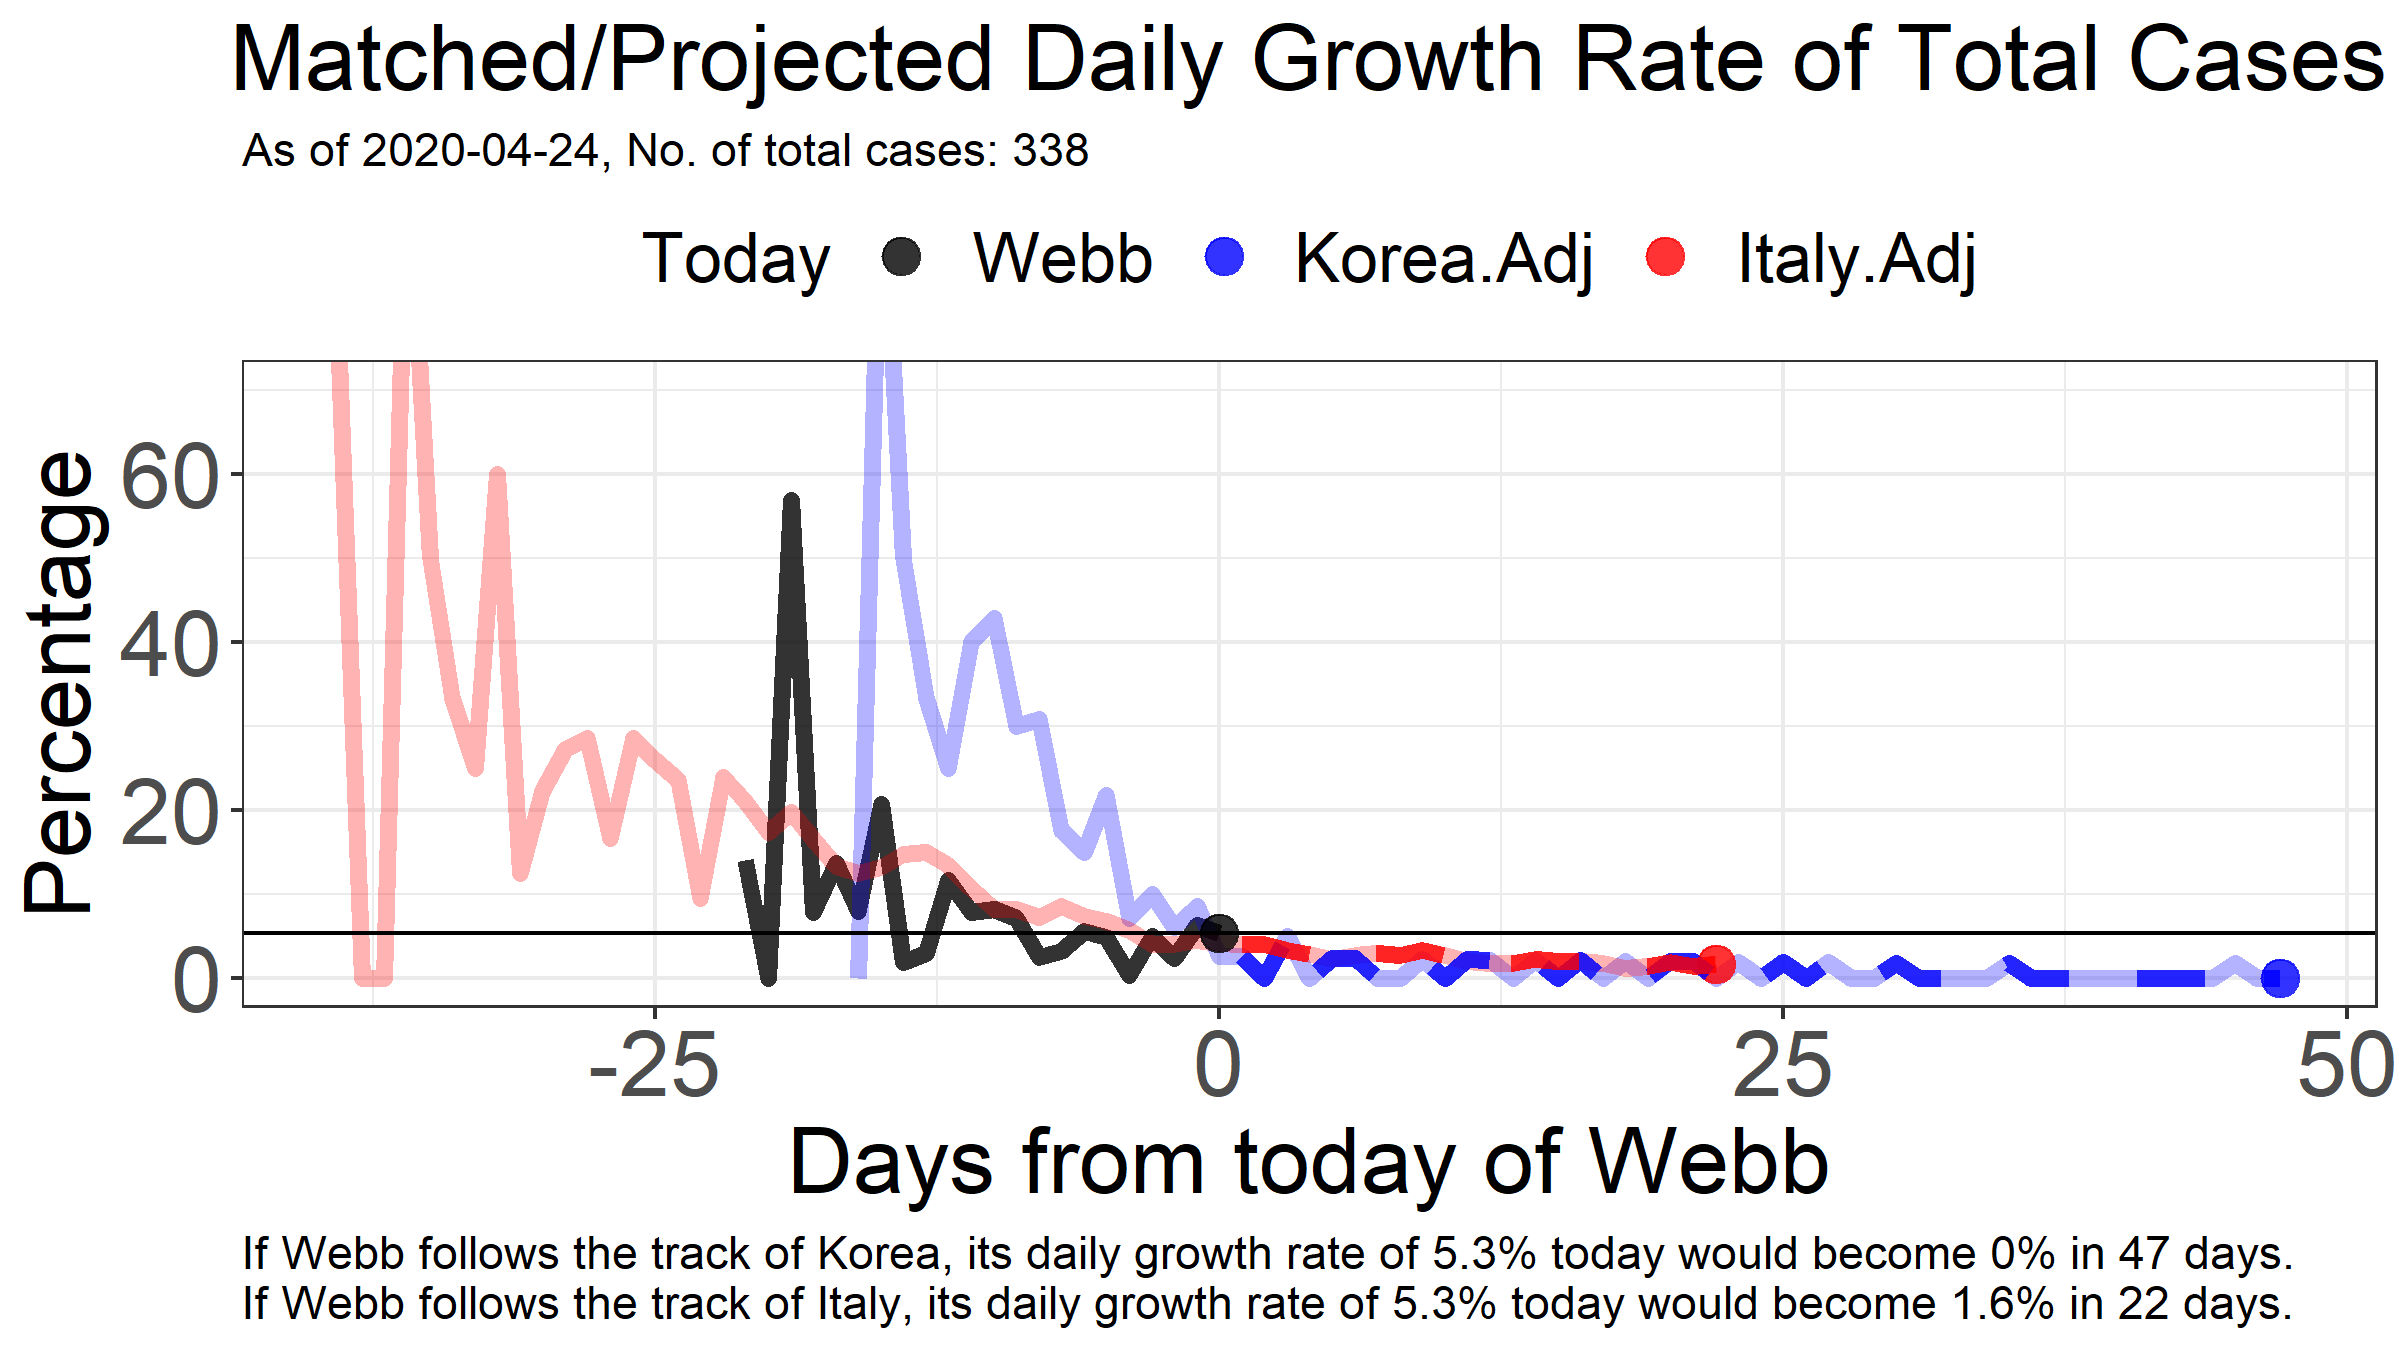 Matched/Projected Daily Growth Rate of Total Cases
As of 2020-04-24, No. of total cases: 338
Today Webb Korea.Adj Italy.Adj
Percentage
60
40
20
0
-25 0 25 50
Days from today of Webb
If Webb follows the track of Korea, its daily growth rate of 5.3% today would become 0% in 47 days.
If Webb follows the track of Italy, its daily growth rate of 5.3% today would become 1.6% in 22 days.